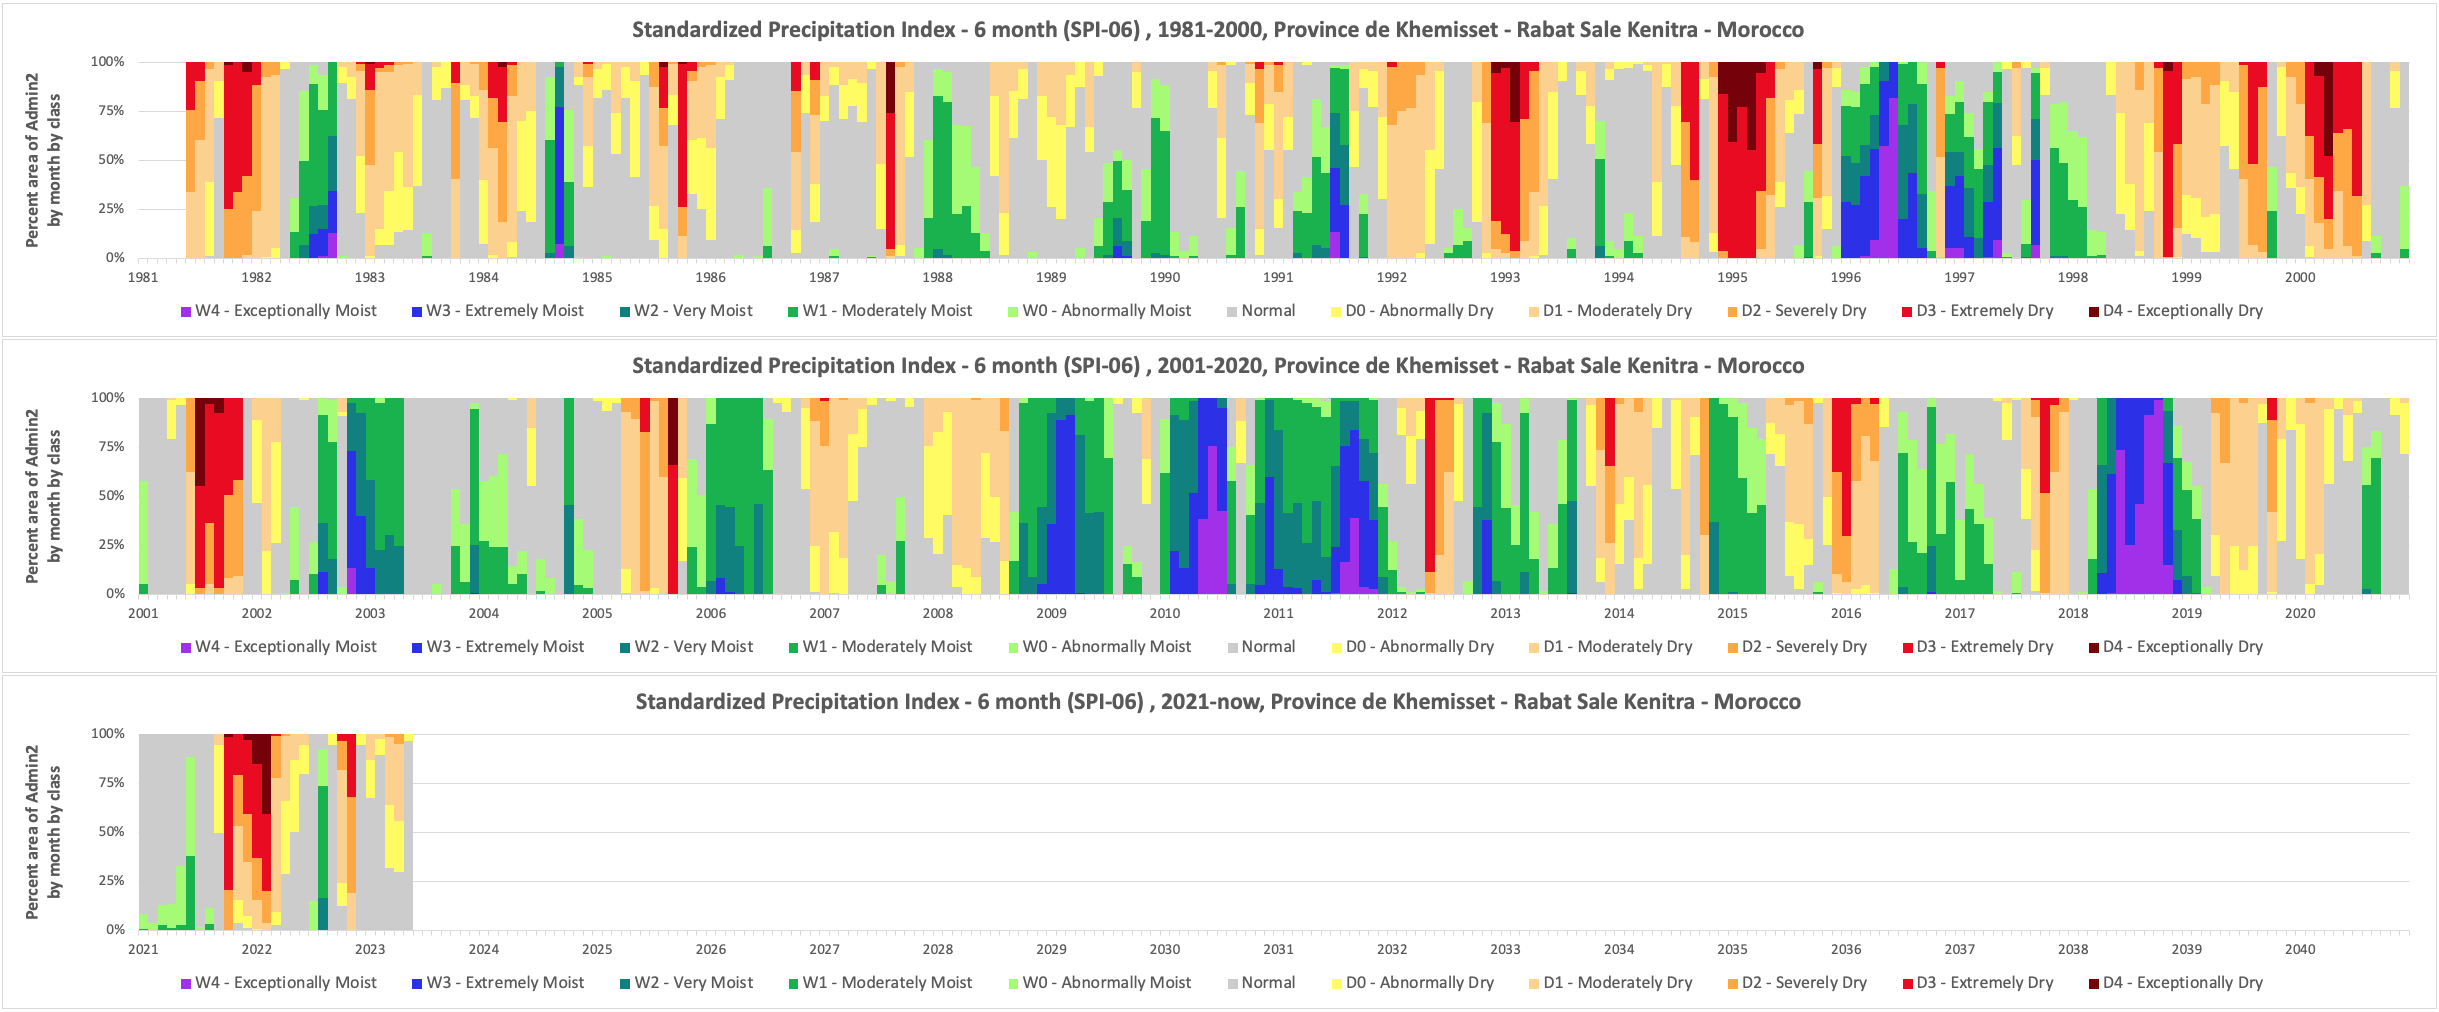 Standardized Precipitation Index - 6 month (SPI-06) , 1981-2000, Province de Khemisset - Rabat Sale Kenitra - Morocco
Percent area of Admin2
by month by class
100%
75%
50%
25%
0%
1981 1982 1983 1984 1985 1986 1987 1988 1989 1990 1991 1992 1993 1994 1995 1996 1997 1998 1999 2000
W4 - Exceptionally Moist W3 - Extremely Moist W2 - Very Moist W1 - Moderately Moist W0 - Abnormally Moist Normal D0 - Abnormally Dry D1 - Moderately Dry D2 - Severely Dry D3 - Extremely Dry D4 - Exceptionally Dry
Standardized Precipitation Index - 6 month (SPI-06) , 2001-2020, Province de Khemisset - Rabat Sale Kenitra - Morocco
Percent area of Admin2
by month by class
100%
75%
50%
25%
0%
2001 2002 2003 2004 2005 2006 2007 2008 2009 2010 2011 2012 2013 2014 2015 2016 2017 2018 2019 2020
W4 - Exceptionally Moist W3 - Extremely Moist W2 - Very Moist W1 - Moderately Moist W0 - Abnormally Moist Normal D0 - Abnormally Dry D1 - Moderately Dry D2 - Severely Dry D3 - Extremely Dry D4 - Exceptionally Dry
Standardized Precipitation Index - 6 month (SPI-06) , 2021-now, Province de Khemisset - Rabat Sale Kenitra - Morocco
Percent area of Admin2
by month by class
100%
75%
50%
25%
0%
2021 2022 2023 2024 2025 2026 2027 2028 2029 2030 2031 2032 2033 2034 2035 2036 2037 2038 2039 2040
W4 - Exceptionally Moist W3 - Extremely Moist W2 - Very Moist W1 - Moderately Moist W0 - Abnormally Moist Normal D0 - Abnormally Dry D1 - Moderately Dry D2 - Severely Dry D3 - Extremely Dry D4 - Exceptionally Dry